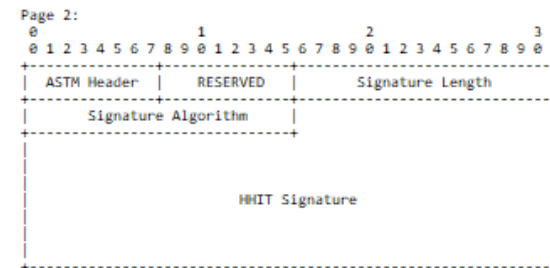 Page 2:
0 1 2 3
0 1 2 3 4 5 6 7 8 9 0 1 2 3 4 5 6 7 8 9 0 1 2 3 4 5 6 7 8 9 0
ASTM Header | RESERVED | Signature Length
Signature Algorithm
HHIT Signature